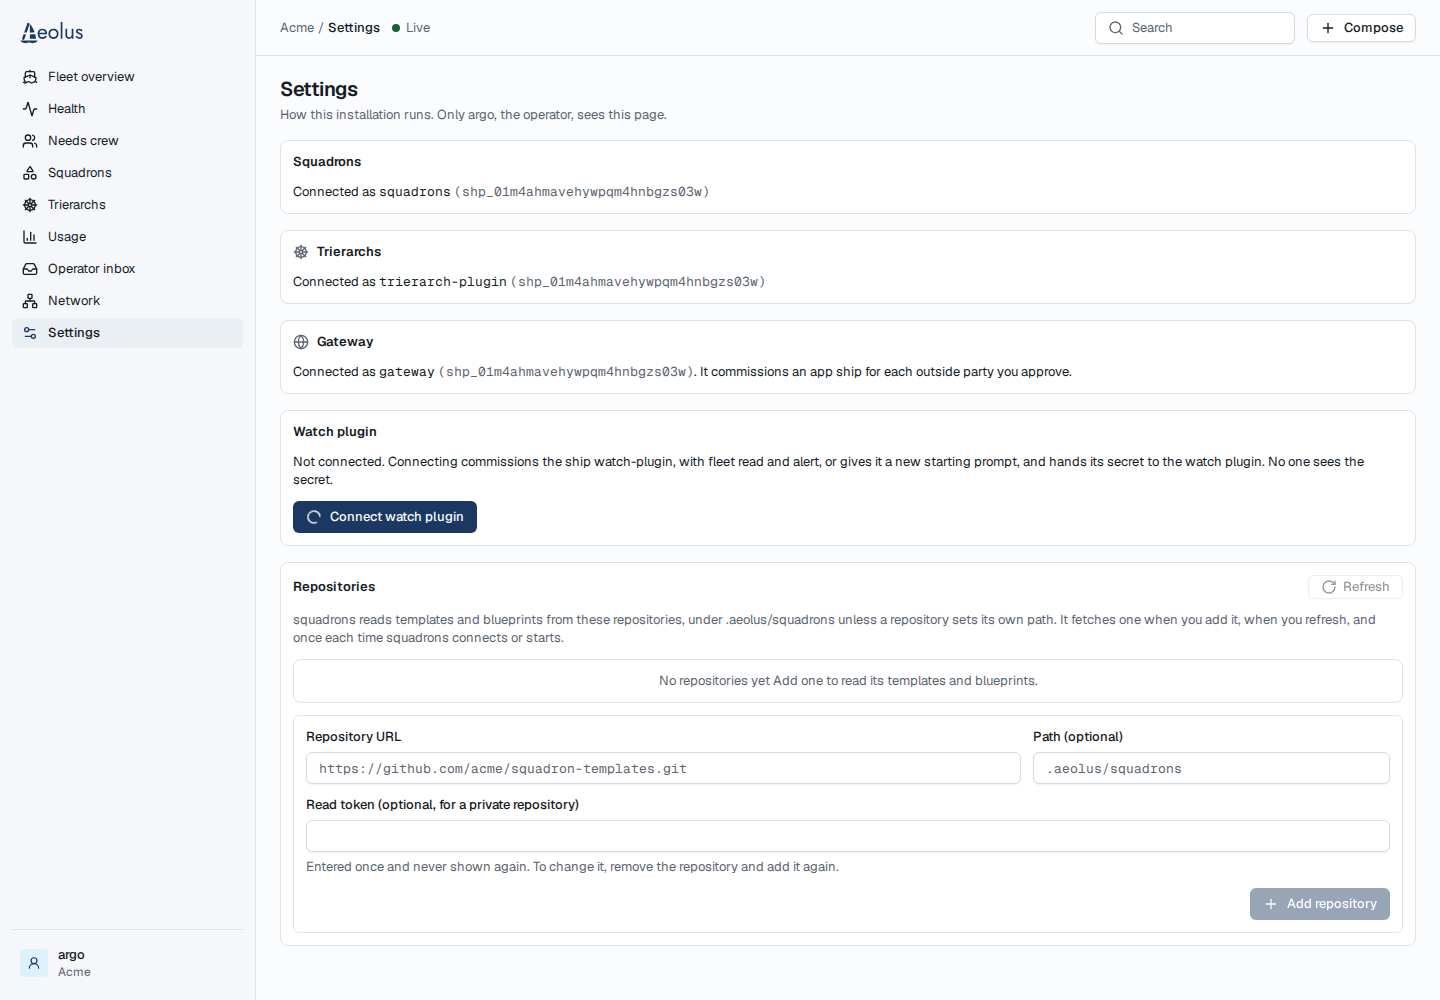 Aeolus
Fleet overview
Health
Needs crew
Squadrons
Trierarchs
Usage
Operator inbox
Network
Settings
argo
Acme
Acme / Settings Live
Search
Compose
Settings
How this installation runs. Only argo, the operator, sees this page.
Squadrons
Connected as squadrons (shp_01m4ahmavehywpqm4hnbgzs03w)
Trierarchs
Connected as trierarch-plugin (shp_01m4ahmavehywpqm4hnbgzs03w)
Gateway
Connected as gateway (shp_01m4ahmavehywpqm4hnbgzs03w). It commissions an app ship for each outside party you approve.
Watch plugin
Not connected. Connecting commissions the ship watch-plugin, with fleet read and alert, or gives it a new starting prompt, and hands its secret to the watch plugin. No one sees the
secret.
Connect watch plugin
Repositories
Refresh
squadrons reads templates and blueprints from these repositories, under .aeolus/squadrons unless a repository sets its own path. It fetches one when you add it, when you refresh, and
once each time squadrons connects or starts.
No repositories yet Add one to read its templates and blueprints.
Repository URL
Path (optional)
https://github.com/acme/squadron-templates.git
.aeolus/squadrons
Read token (optional, for a private repository)
Entered once and never shown again. To change it, remove the repository and add it again.
Add repository